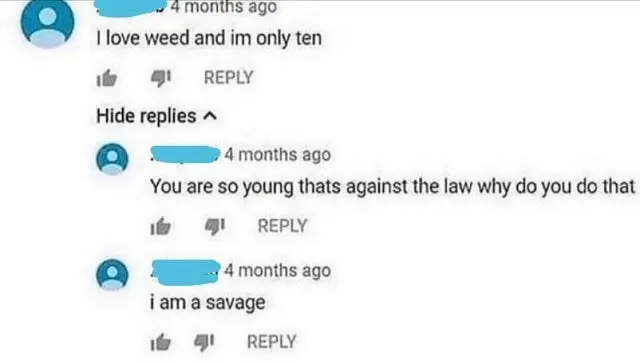 4 months ago
I love weed and im only ten
REPLY
Hide replies
4 months ago
You are so young thats against the law why do you do that
REPLY
4 months ago
i am a savage
REPLY